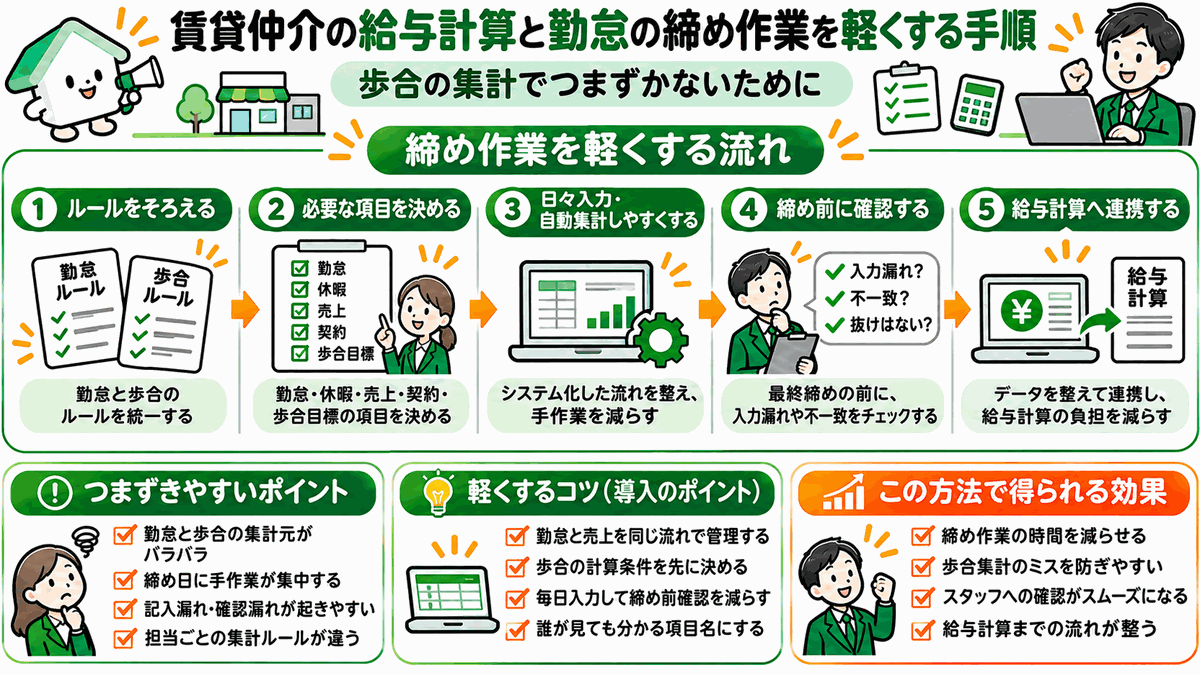 賃貸仲介の給与計算と勤怠の締め作業を軽くする手順
歩合の集計でつまずかないために
締め作業を軽くする流れ
1 ルールをそろえる
勤怠
ルール
歩合
ルール
勤怠と歩合の
ルールを統一する
2 必要な項目を決める
勤怠
休暇
売上
契約
歩合目標
勤怠・休暇・売上・契約・
歩合目標の項目を決める
3 日々入力・
自動集計しやすくする
システム化した流れを整え、
手作業を減らす
4 締め前に確認する
入力漏れ?
不一致?
抜けはない?
最終締めの前に、
入力漏れや不一致をチェックする
5 給与計算へ連携する
¥
給与
計算
データを整えて連携し、
給与計算の負担を減らす
! つまずきやすいポイント
勤怠と歩合の集計元が
バラバラ
締め日に手作業が集中する
記入漏れ・確認漏れが起きやすい
担当ごとの集計ルールが違う
軽くするコツ(導入のポイント)
勤怠と売上を同じ流れで管理する
歩合の計算条件を先に決める
毎日入力して締め前確認を減らす
誰が見ても分かる項目名にする
この方法で得られる効果
締め作業の時間を減らせる
歩合集計のミスを防ぎやすい
スタッフへの確認がスムーズになる
給与計算までの流れが整う